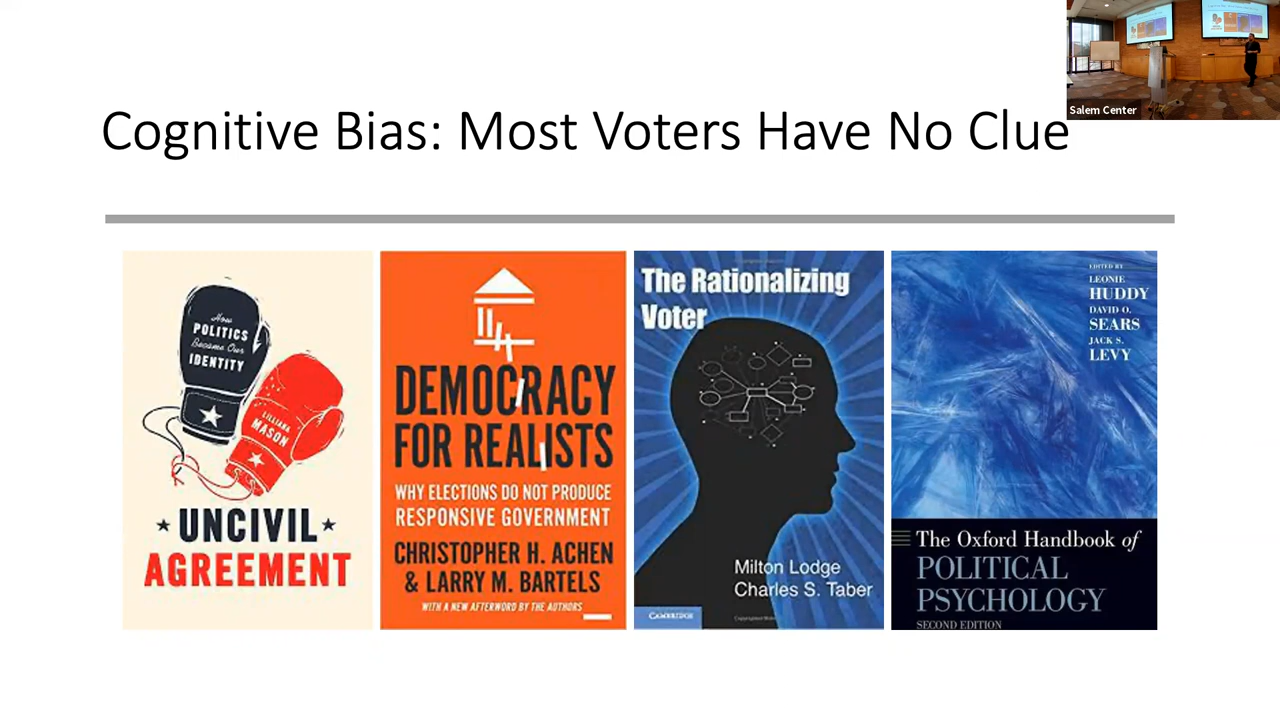 Cognitive Bias: Most Voters Have No Clue
Salem Center
How
POLITICS
Became Our
IDENTITY
LILLIANA
MASON
★ UNCIVIL ★
AGREEMENT
DEMOCRACY
FOR REALISTS
WHY ELECTIONS DO NOT PRODUCE
RESPONSIVE GOVERNMENT
CHRISTOPHER H. ACHEN
& LARRY M. BARTELS
WITH A NEW AFTERWORD BY THE AUTHORS
The Rationalizing
Voter
Milton Lodge
Charles S. Taber
CAMBRIDGE
EDITED BY
LEONIE
HUDDY
DAVID O.
SEARS
JACK S.
LEVY
The Oxford Handbook of
POLITICAL
PSYCHOLOGY
SECOND EDITION